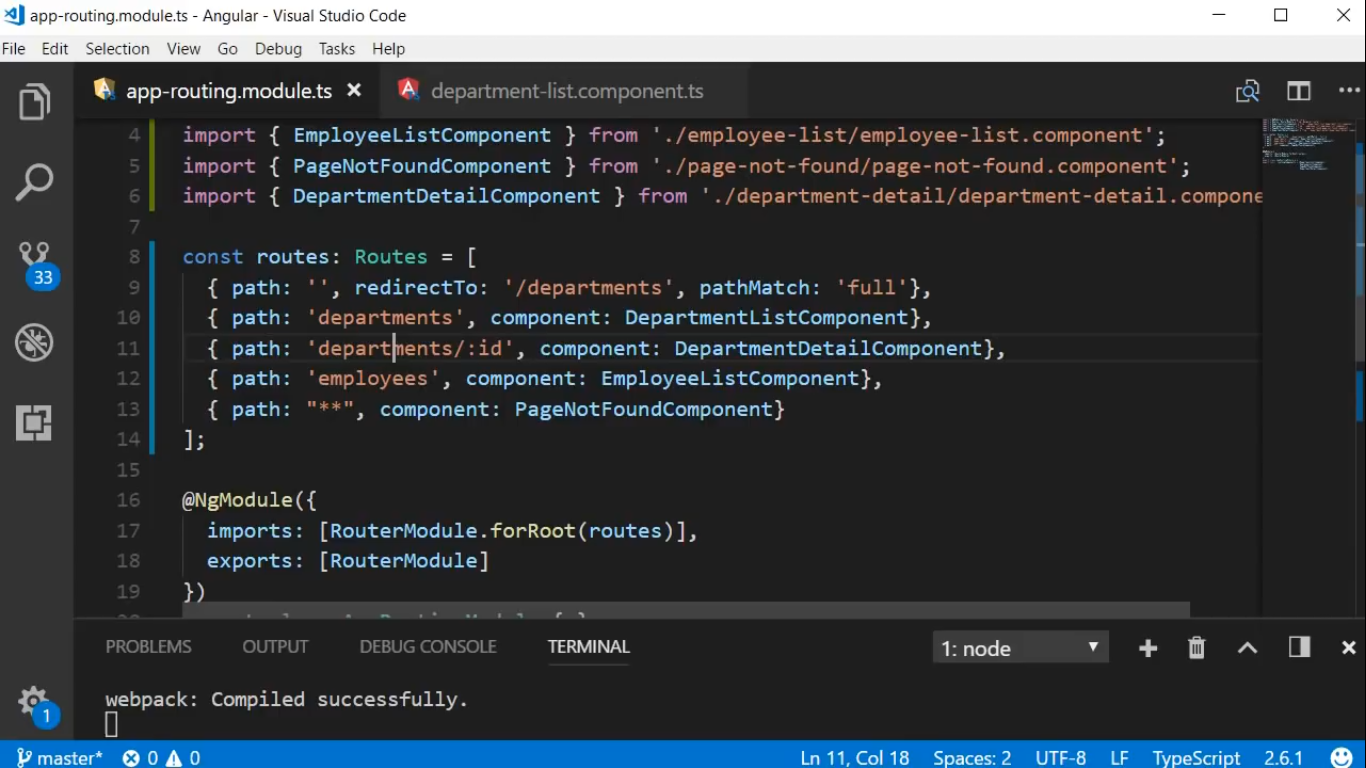 app-routing.module.ts - Angular - Visual Studio Code
File Edit Selection View Go Debug Tasks Help
app-routing.module.ts department-list.component.ts
4 import { EmployeeListComponent } from './employee-list/employee-list.component';
5 import { PageNotFoundComponent } from './page-not-found/page-not-found.component';
6 import { DepartmentDetailComponent } from './department-detail/department-detail.compone
7
8 const routes: Routes = [
9 { path: '', redirectTo: '/departments', pathMatch: 'full'},
10 { path: 'departments', component: DepartmentListComponent},
11 { path: 'departments/:id', component: DepartmentDetailComponent},
12 { path: 'employees', component: EmployeeListComponent},
13 { path: "**", component: PageNotFoundComponent}
14 ];
15
16 @NgModule({
17 imports: [RouterModule.forRoot(routes)],
18 exports: [RouterModule]
19 })
33
PROBLEMS OUTPUT DEBUG CONSOLE TERMINAL 1: node
webpack: Compiled successfully.
1
master* 0 0 Ln 11, Col 18 Spaces: 2 UTF-8 LF TypeScript 2.6.1